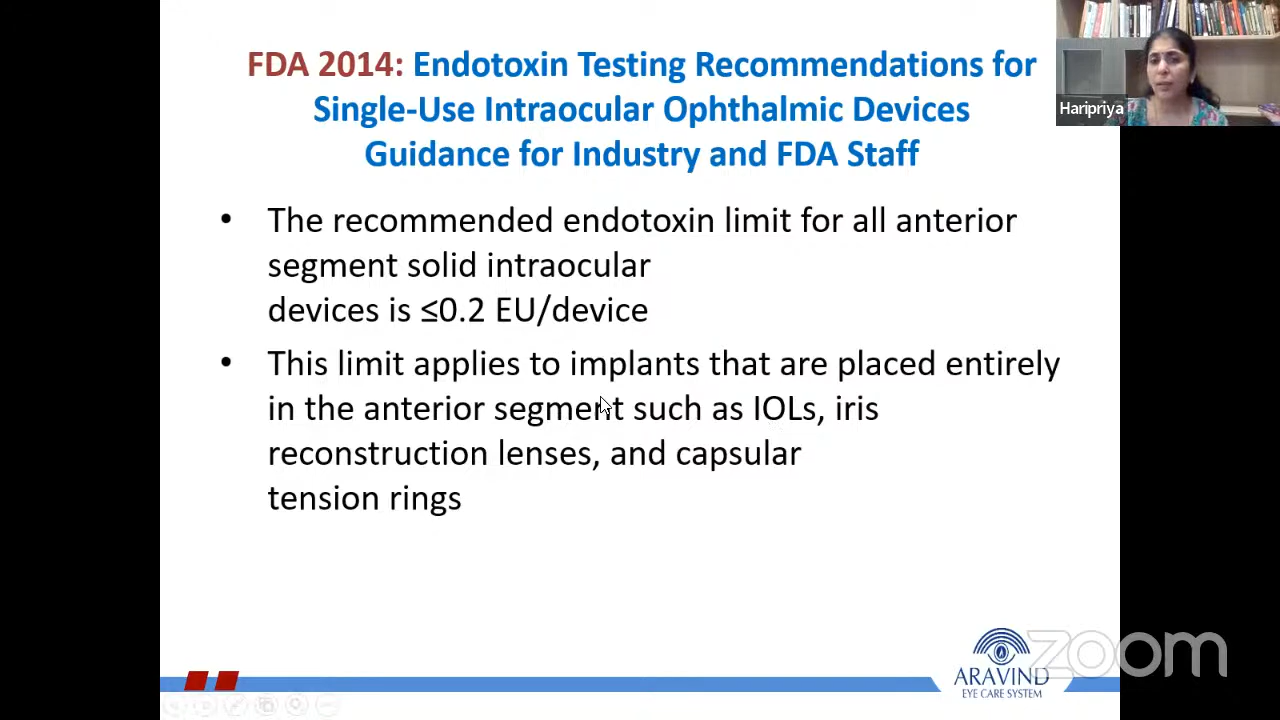 FDA 2014: Endotoxin Testing Recommendations for
Single-Use Intraocular Ophthalmic Devices
Guidance for Industry and FDA Staff
Haripriya
• The recommended endotoxin limit for all anterior
segment solid intraocular
devices is ≤0.2 EU/device
• This limit applies to implants that are placed entirely
in the anterior segment such as IOLs, iris
reconstruction lenses, and capsular
tension rings
ARAVIND
EYE CARE SYSTEM
zoom